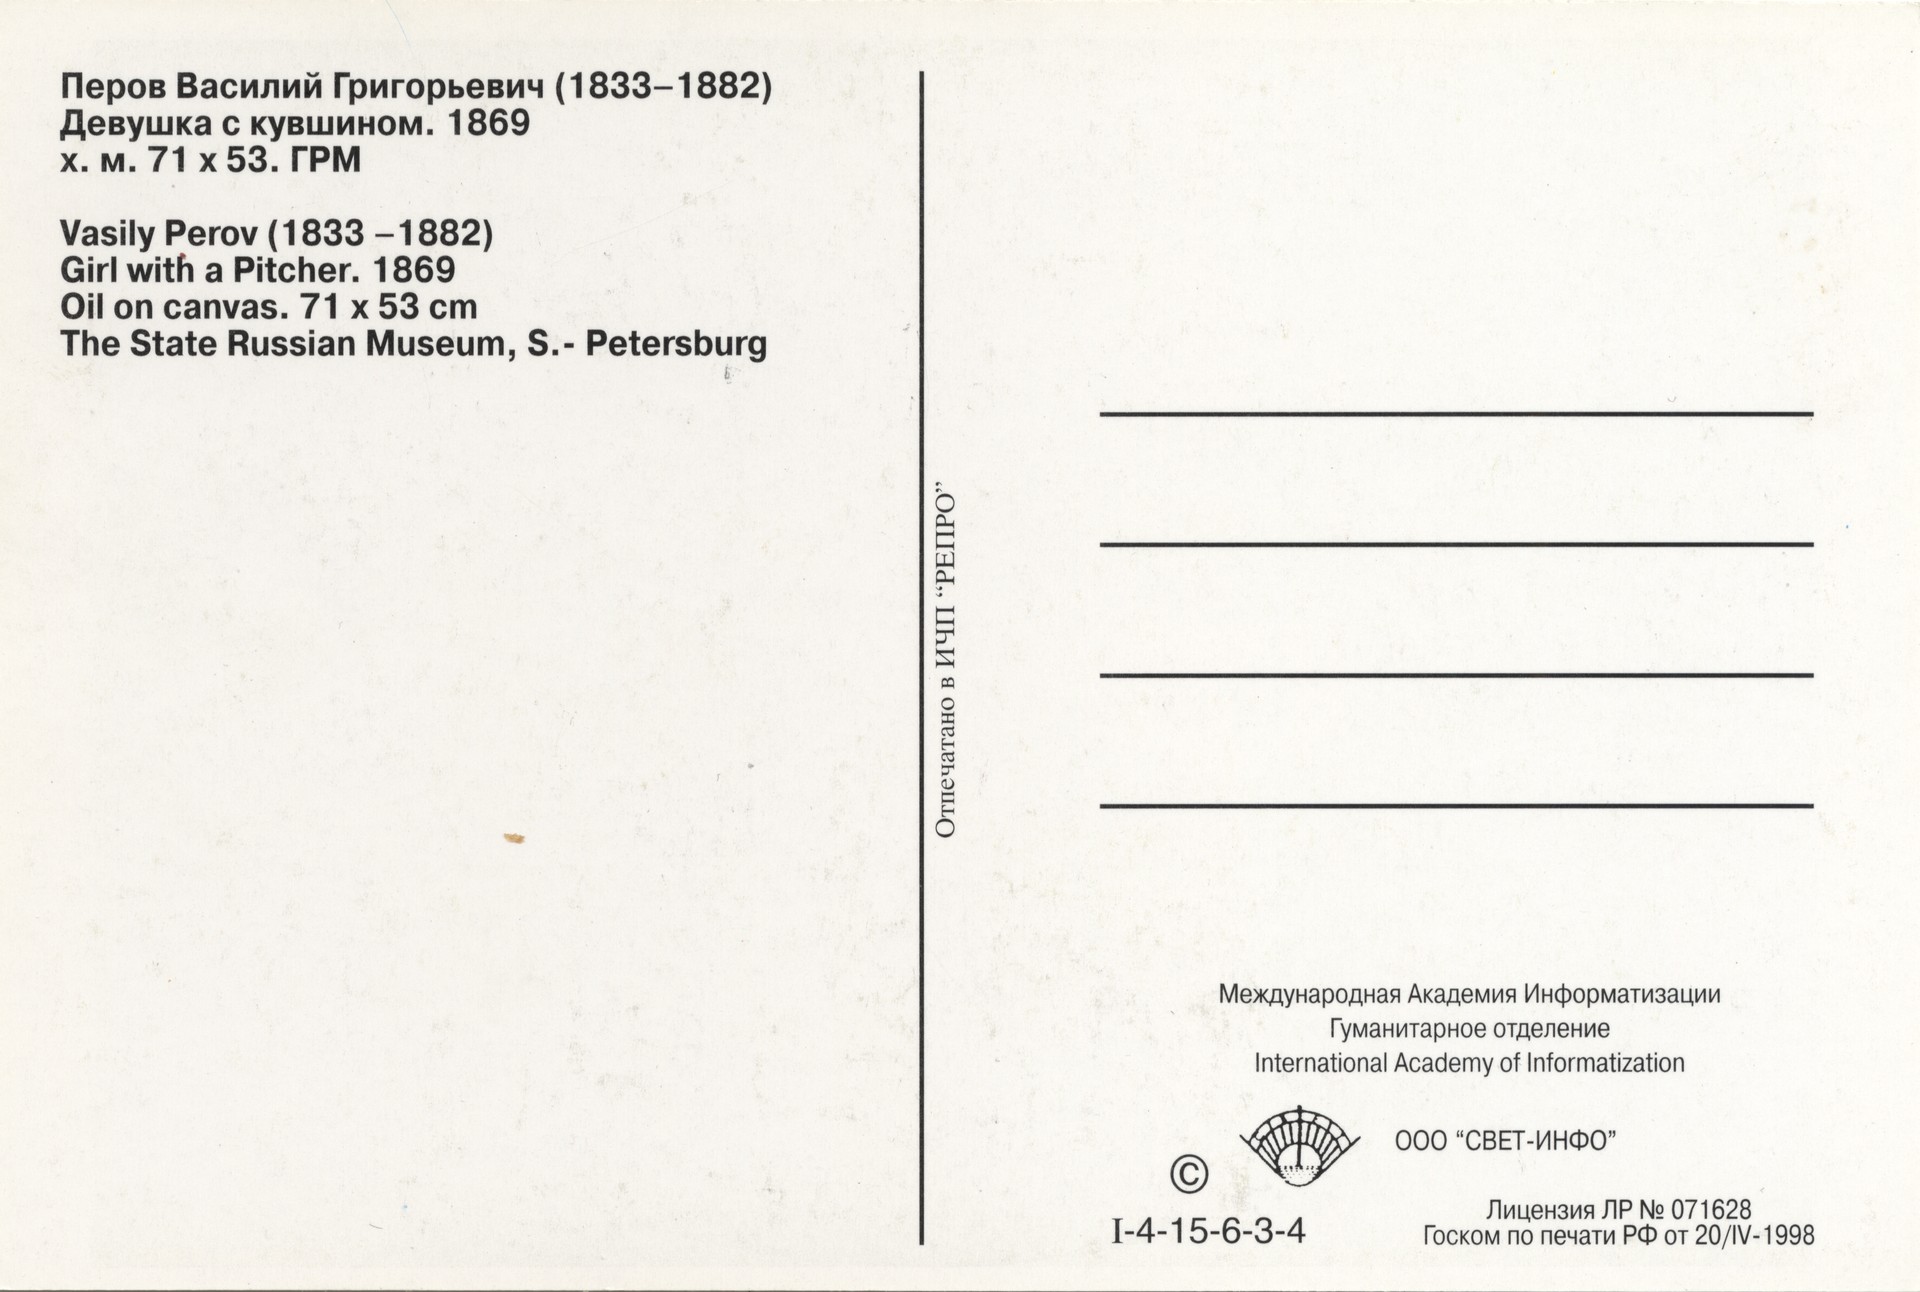 Перов Василий Григорьевич (1833–1882)
Девушка с кувшином. 1869
х. м. 71 х 53. ГРМ
Vasily Perov (1833 –1882)
Girl with a Pitcher. 1869
Oil on canvas. 71 x 53 cm
The State Russian Museum, S.- Petersburg
Отпечатано в ИЧП “РЕПРО”
Международная Академия Информатизации
Гуманитарное отделение
International Academy of Informatization
ООО “СВЕТ-ИНФО”
©
I-4-15-6-3-4
Лицензия ЛР № 071628
Госком по печати РФ от 20/IV-1998